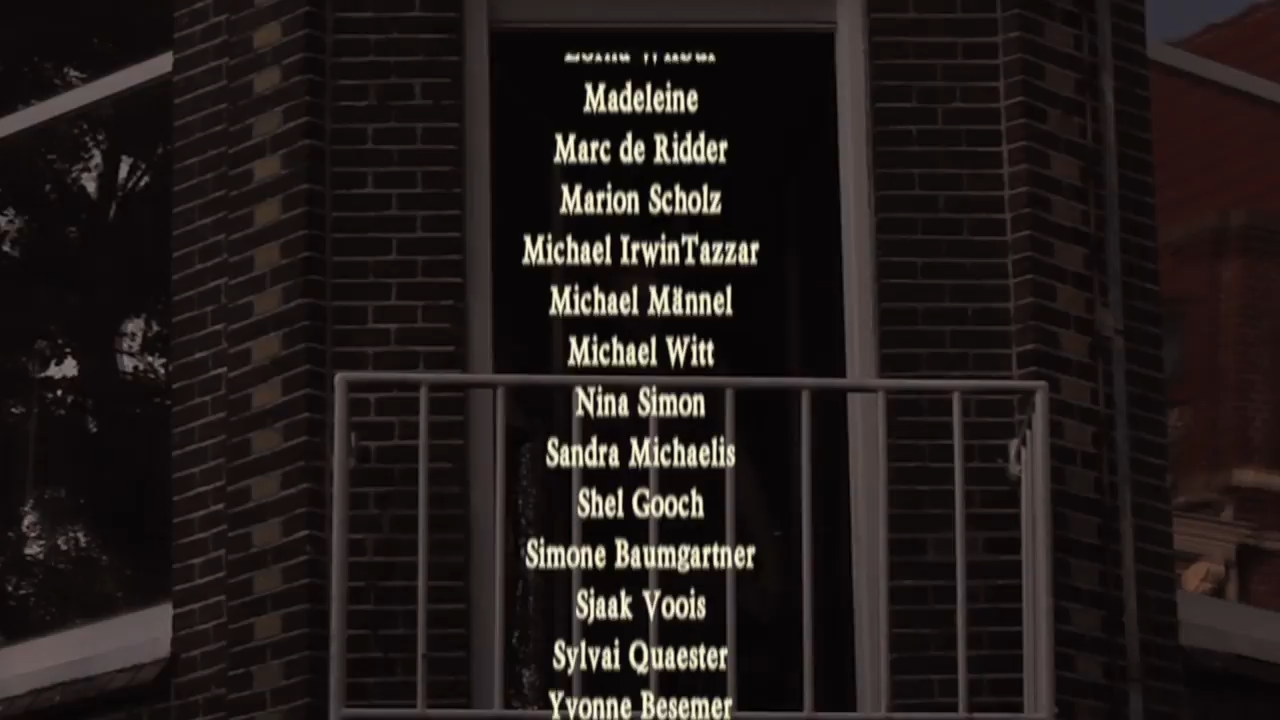 Madeleine
Marc de Ridder
Marion Scholz
Michael IrwinTazzar
Michael Männel
Michael Witt
Nina Simon
Sandra Michaelis
Shel Gooch
Simone Baumgartner
Sjaak Voois
Sylvai Quaester
Yvonne Besemer